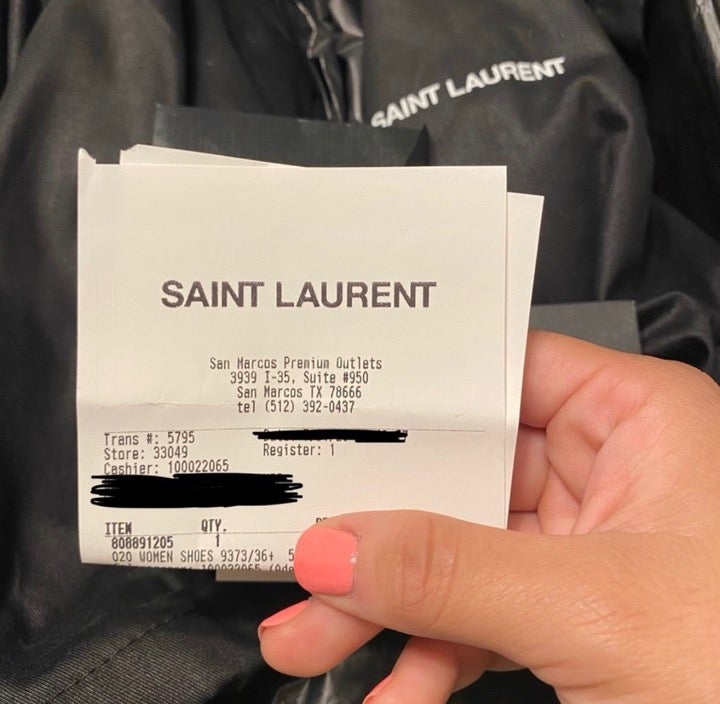 SAINT LAURENT
SAINT LAURENT
San Marcos Premium Outlets
3939 I-35, Suite #950
San Marcos TX 78666
tel (512) 392-0437
Trans #: 5795
Store: 33049 Register: 1
Cashier: 100022065
ITEM QTY.
808891205 1
020 WOMEN SHOES 9373/36+ 5